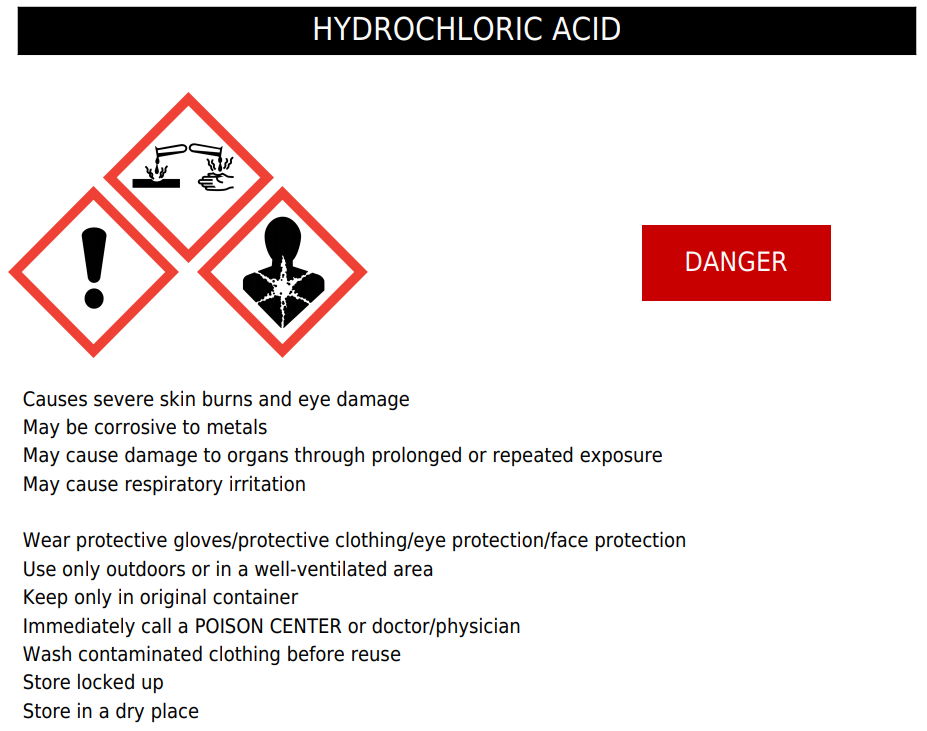 HYDROCHLORIC ACID
DANGER
Causes severe skin burns and eye damage
May be corrosive to metals
May cause damage to organs through prolonged or repeated exposure
May cause respiratory irritation
Wear protective gloves/protective clothing/eye protection/face protection
Use only outdoors or in a well-ventilated area
Keep only in original container
Immediately call a POISON CENTER or doctor/physician
Wash contaminated clothing before reuse
Store locked up
Store in a dry place